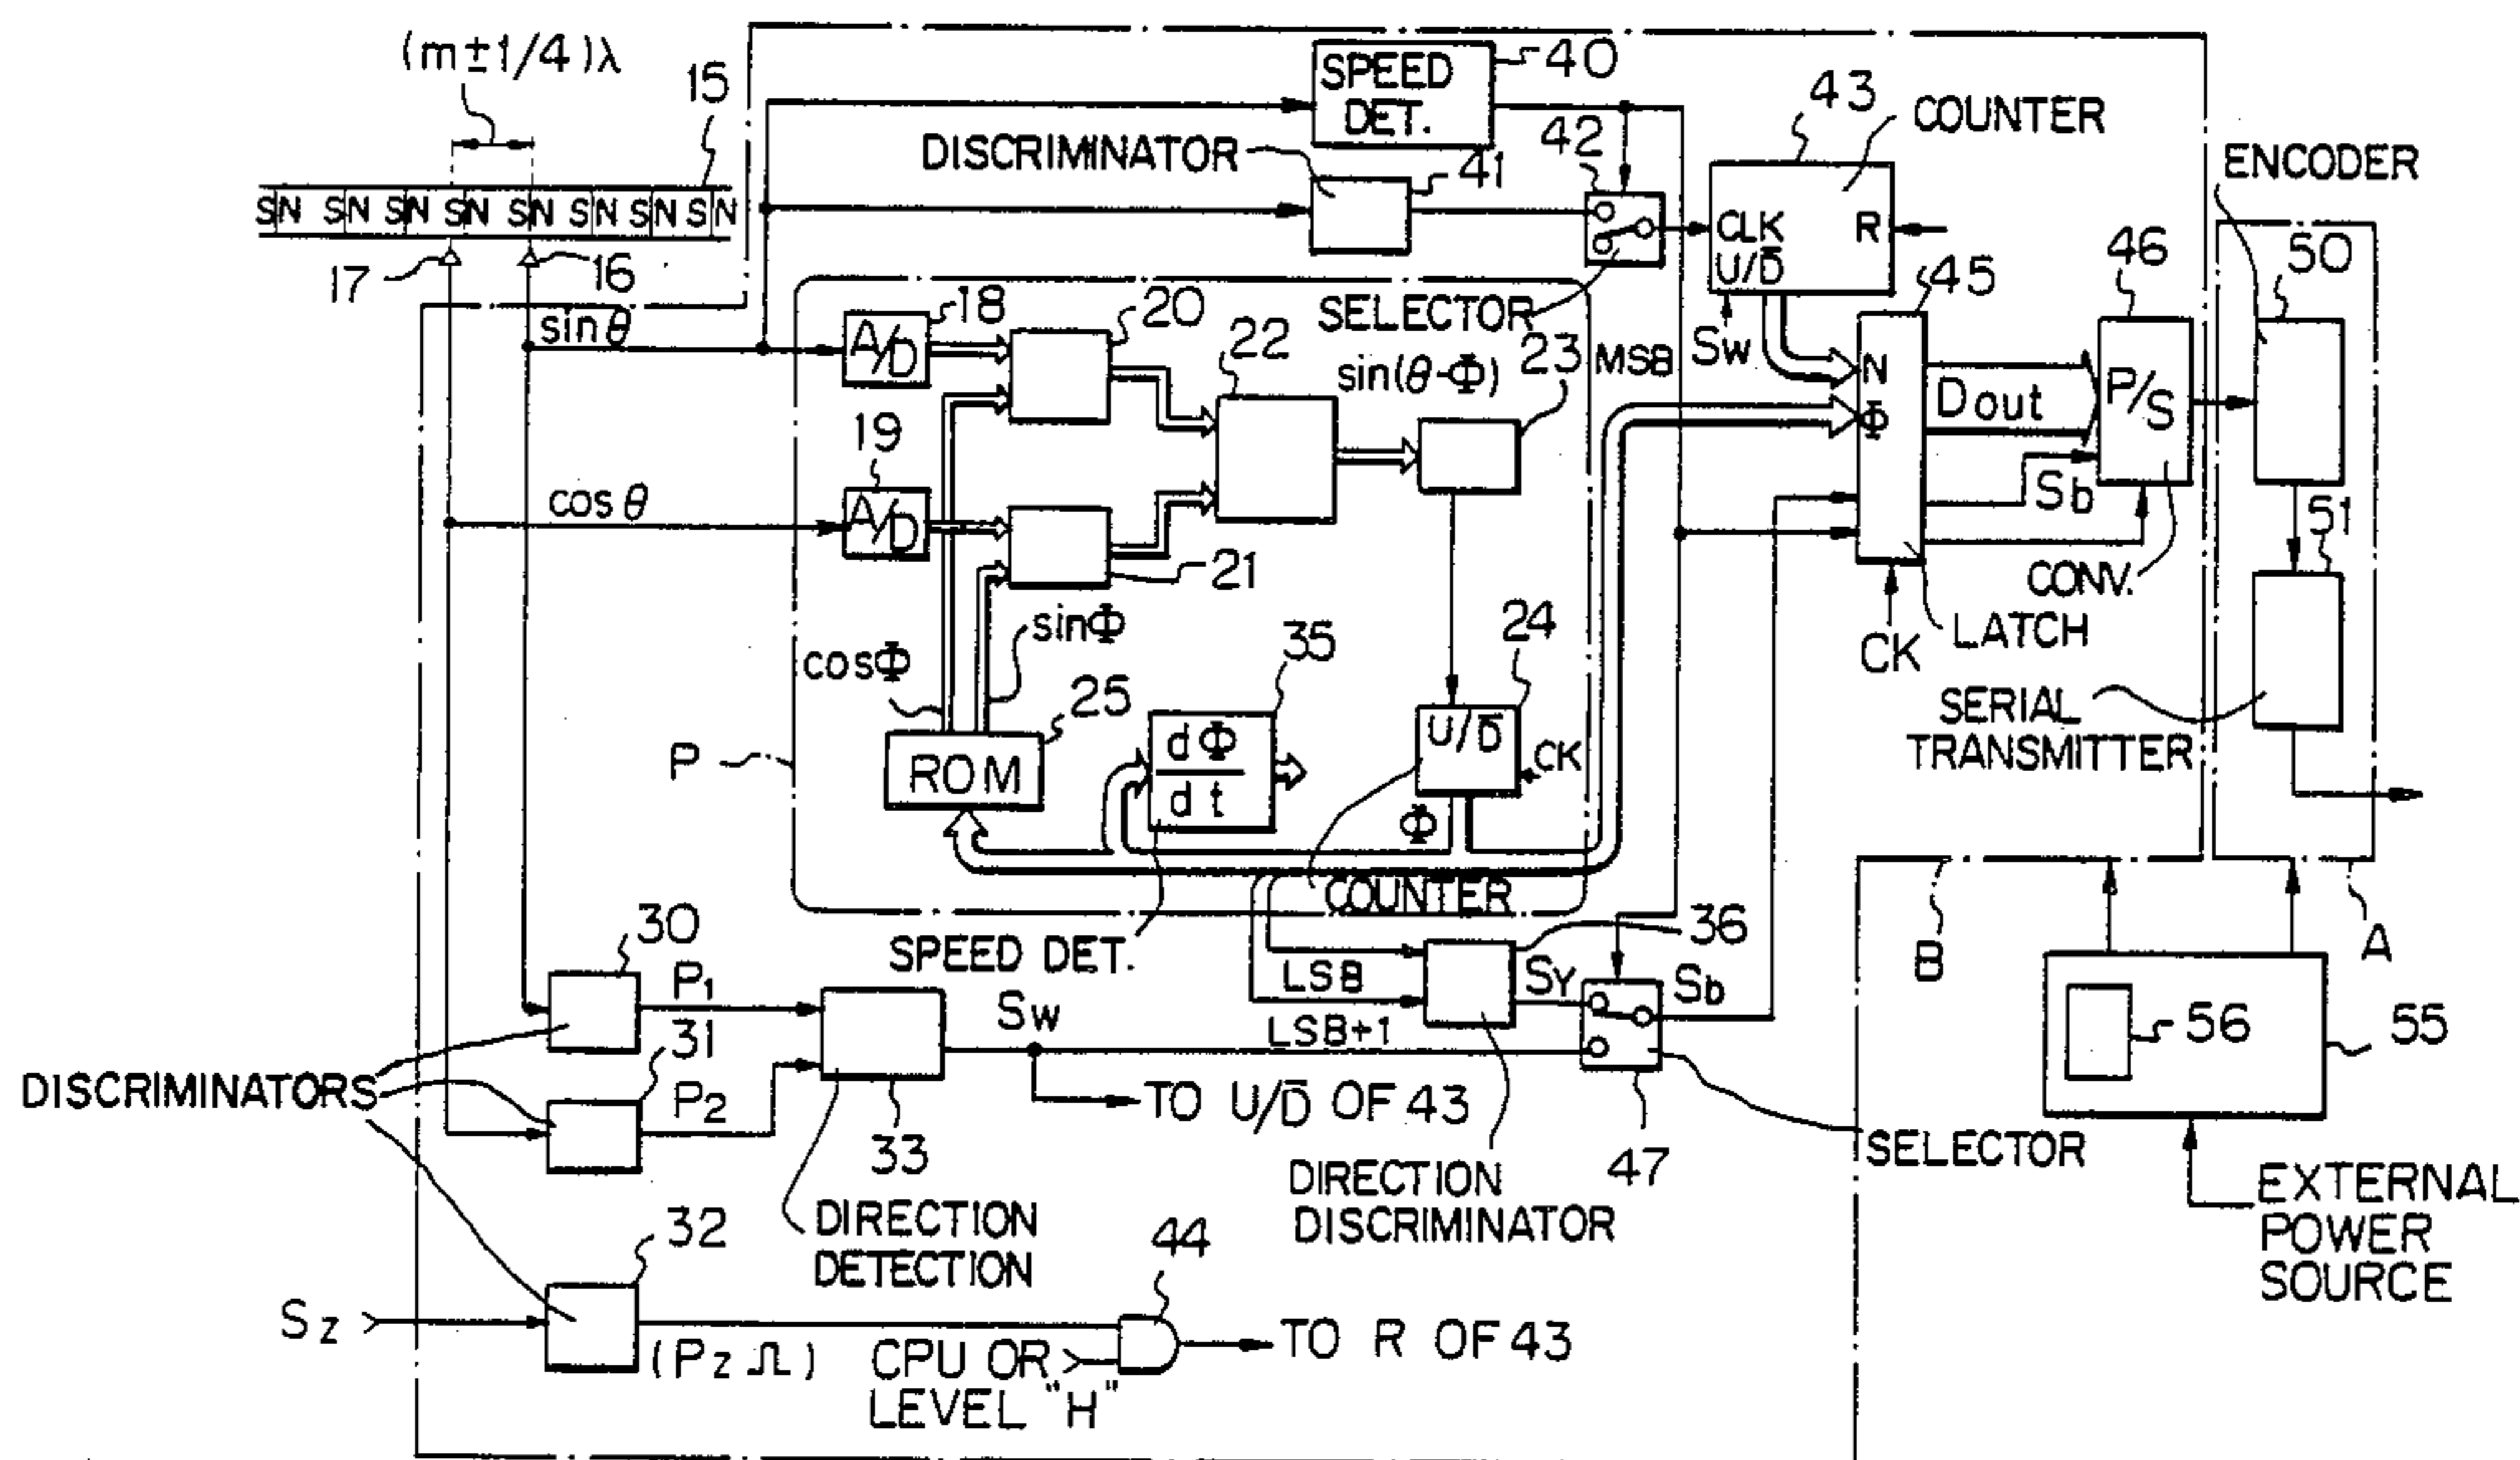 (m±1/4)λ
15
SPEED
DET.
40
DISCRIMINATOR
41
42
43
COUNTER
ENCODER
SN SN SN SN SN SN SN SN
17
16
CLK
R
U/D̅
45
46
50
sin θ
A/D
18
20
SELECTOR
22
sin(θ-Φ)
23
MSB
Sw
N
Φ
Dout
P/S
19
cos θ
A/D
21
Sb
51
CONV.
LATCH
CK
cosΦ
sinΦ
25
35
24
SERIAL
TRANSMITTER
P
ROM
dΦ
dt
U/D̅
CK
Φ
COUNTER
SPEED DET.
36
30
P1
LSB
SY
Sb
B
A
Sw
LSB+1
56
55
31
DISCRIMINATORS
P2
TO U/D̅ OF 43
33
47
SELECTOR
DIRECTION
DISCRIMINATOR
EXTERNAL
POWER
SOURCE
32
DIRECTION
DETECTION
44
Sz
(Pz ⎍)
CPU OR
LEVEL "H"
TO R OF 43